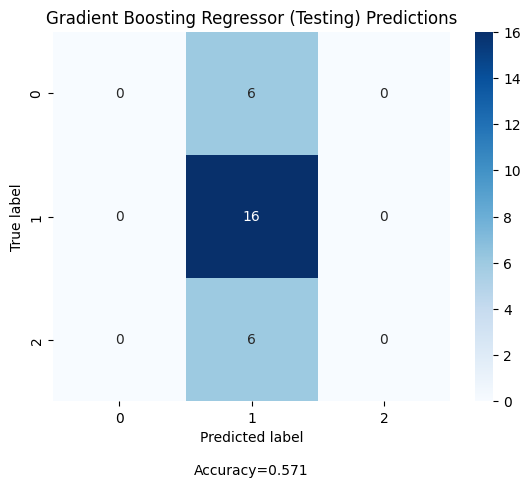 Gradient Boosting Regressor (Testing) Predictions
16
14
12
10
8
6
4
2
0
True label
0
0 6 0
1
0 16 0
2
0 6 0
0 1 2
Predicted label
Accuracy=0.571